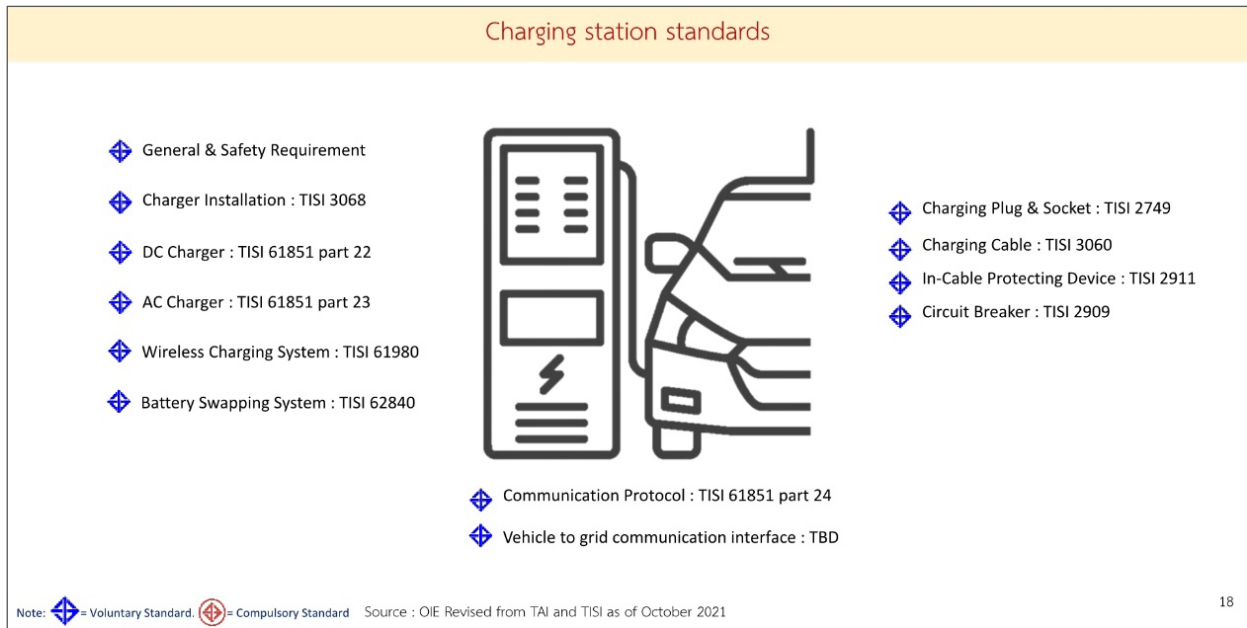 Charging station standards
General & Safety Requirement
Charger Installation : TISI 3068
DC Charger : TISI 61851 part 22
AC Charger : TISI 61851 part 23
Wireless Charging System : TISI 61980
Battery Swapping System : TISI 62840
Charging Plug & Socket : TISI 2749
Charging Cable : TISI 3060
In-Cable Protecting Device : TISI 2911
Circuit Breaker : TISI 2909
Communication Protocol : TISI 61851 part 24
Vehicle to grid communication interface : TBD
Note: = Voluntary Standard. = Compulsory Standard Source : OIE Revised from TAI and TISI as of October 2021
18